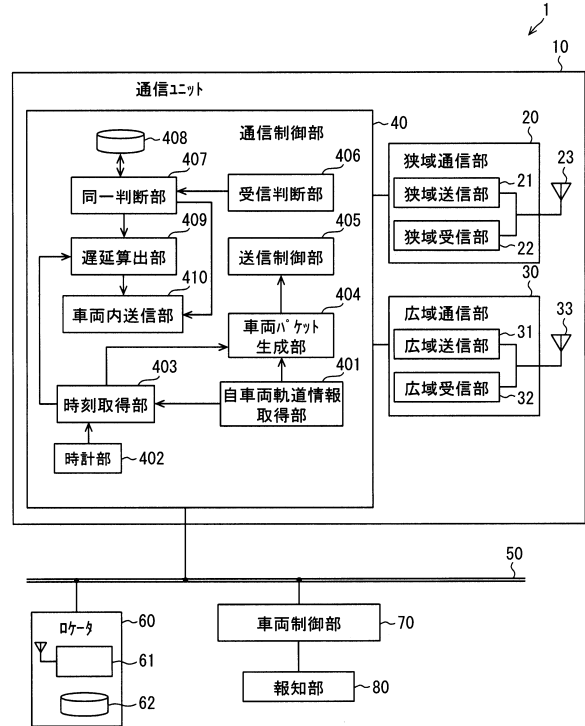 1
10
通信ユニット
40
通信制御部
408
407
同一判断部
406
受信判断部
409
遅延算出部
405
送信制御部
410
車両内送信部
404
車両パケット
生成部
403
時刻取得部
401
自車両軌道情報
取得部
時計部
402
20
狭域通信部
21
狭域送信部
狭域受信部
22
23
30
広域通信部
31
広域送信部
広域受信部
32
33
50
ロケータ
60
61
62
車両制御部
70
報知部
80